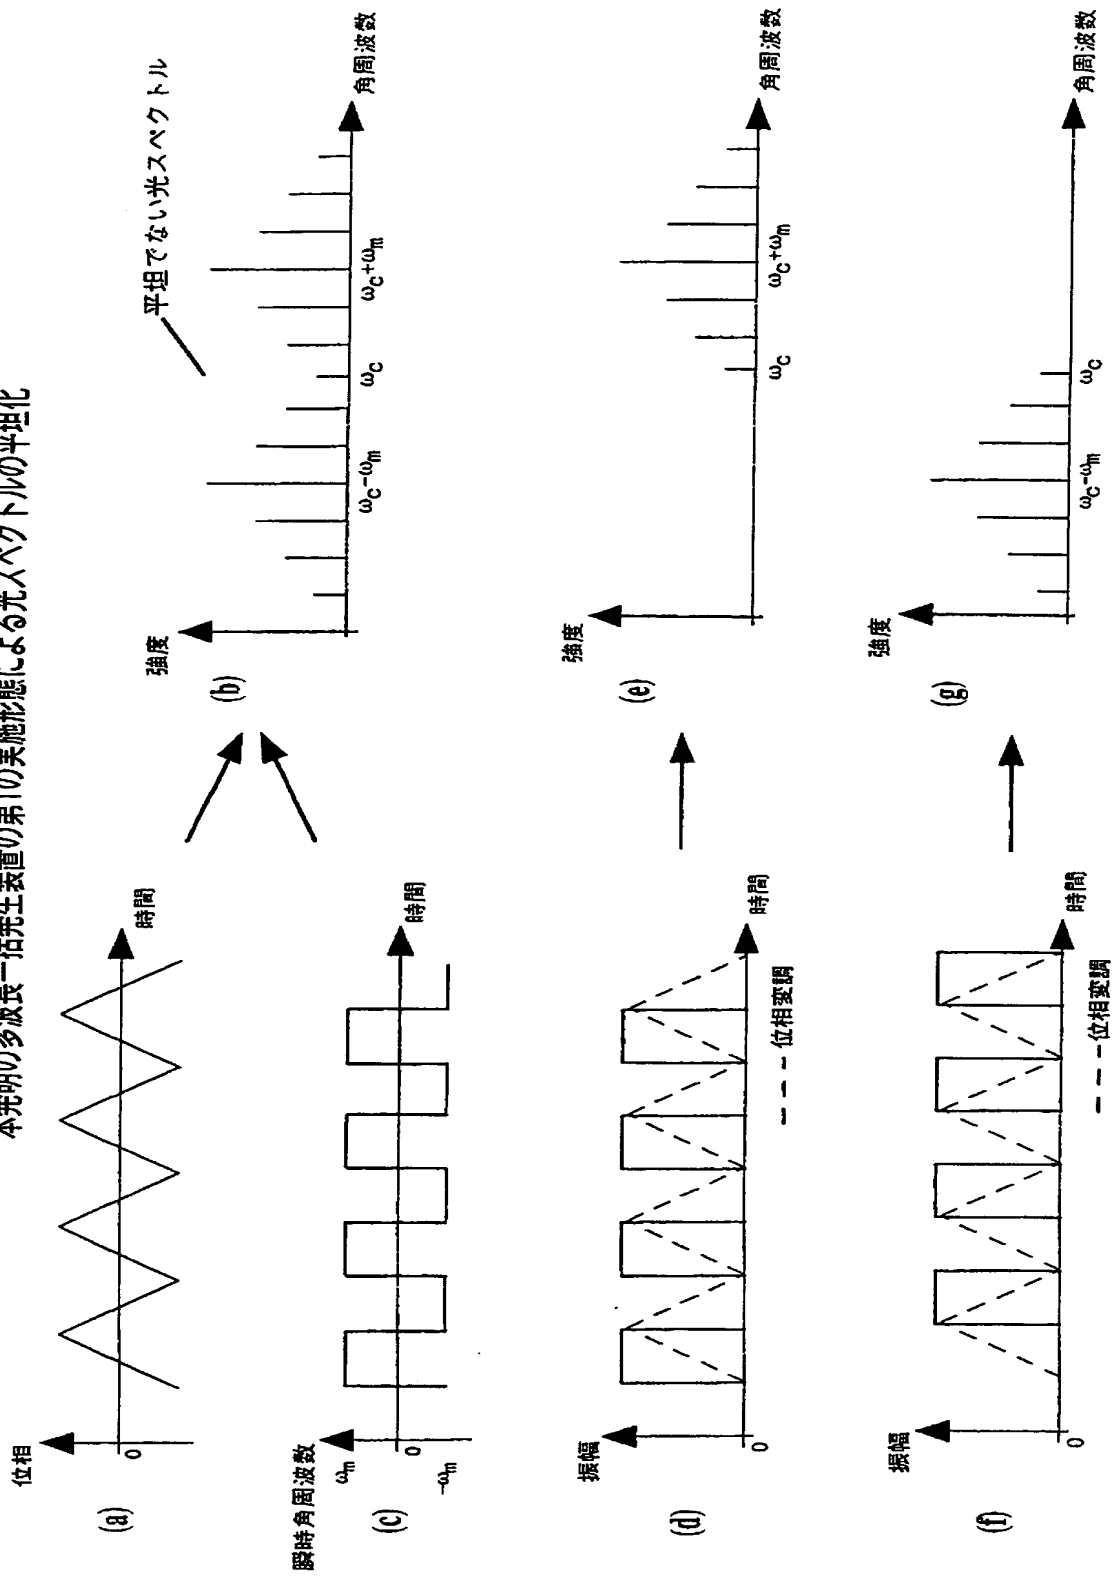 本発明の多波長一括発生装置の第1の実施形態による光スペクトルの平坦化
(a)
位相
0
時間
(b)
強度
平坦でない光スペクトル
ωc-ωm
ωc
ωc+ωm
角周波数
(c)
瞬時角周波数
ωm
0
-ωm
時間
(d)
振幅
0
時間
--- 位相変調
(e)
強度
ωc
ωc+ωm
角周波数
(f)
振幅
0
時間
--- 位相変調
(g)
強度
ωc-ωm
ωc
角周波数